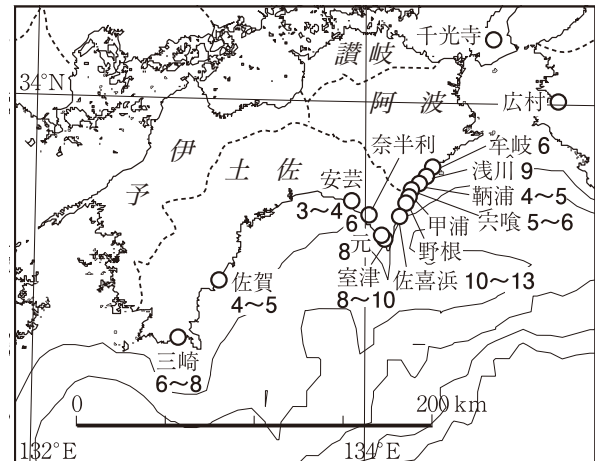 千光寺
讃岐
34°N
阿波
広村
奈半利
牟岐 6
伊
浅川 9
土佐
安芸
鞆浦 4～5
予
3～4
6
宍喰 5～6
甲浦
8
元
野根
室津
佐喜浜 10～13
8～10
佐賀
4～5
三崎
6～8
0
200 km
132°E
134°E